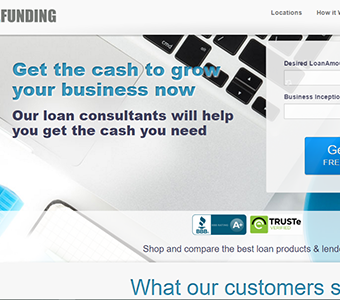 FUNDING
Locations How it
Get the cash to grow
your business now
Our loan consultants will help
you get the cash you need
Desired LoanAmou
Business Inception
Ge
FREE
BBB
A+
TRUSTe
VERIFIED
Shop and compare the best loan products & lende
What our customers s